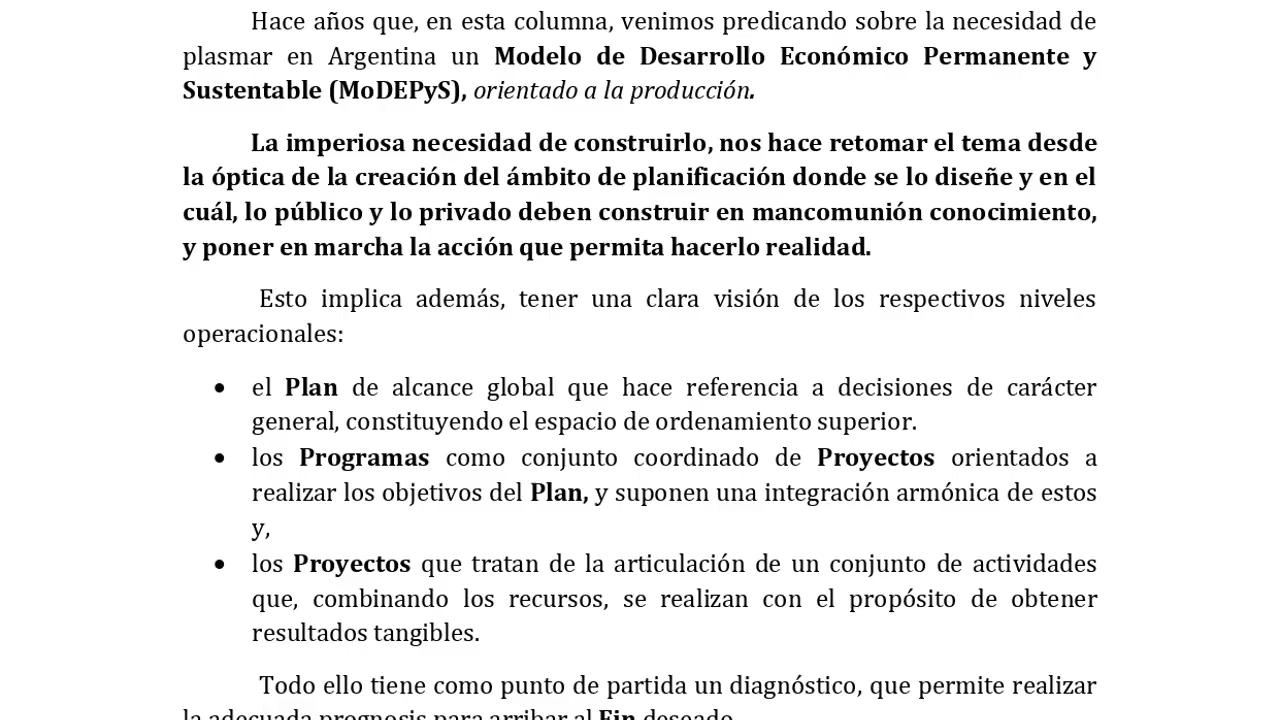 Hace años que, en esta columna, venimos predicando sobre la necesidad de
plasmar en Argentina un Modelo de Desarrollo Económico Permanente y
Sustentable (MoDEPyS), orientado a la producción.
La imperiosa necesidad de construirlo, nos hace retomar el tema desde
la óptica de la creación del ámbito de planificación donde se lo diseñe y en el
cuál, lo público y lo privado deben construir en mancomunión conocimiento,
y poner en marcha la acción que permita hacerlo realidad.
Esto implica además, tener una clara visión de los respectivos niveles
operacionales:
• el Plan de alcance global que hace referencia a decisiones de carácter
general, constituyendo el espacio de ordenamiento superior.
• los Programas como conjunto coordinado de Proyectos orientados a
realizar los objetivos del Plan, y suponen una integración armónica de estos
y,
• los Proyectos que tratan de la articulación de un conjunto de actividades
que, combinando los recursos, se realizan con el propósito de obtener
resultados tangibles.
Todo ello tiene como punto de partida un diagnóstico, que permite realizar
la adecuada prognosis para arribar al Fin deseado